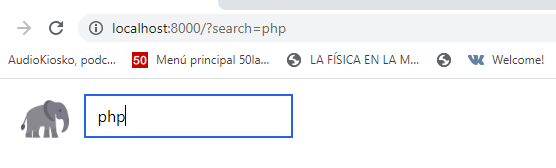 localhost:8000/?search=php
AudioKiosko, podc... 50 Menú principal 50la... LA FÍSICA EN LA M... Welcome!
php